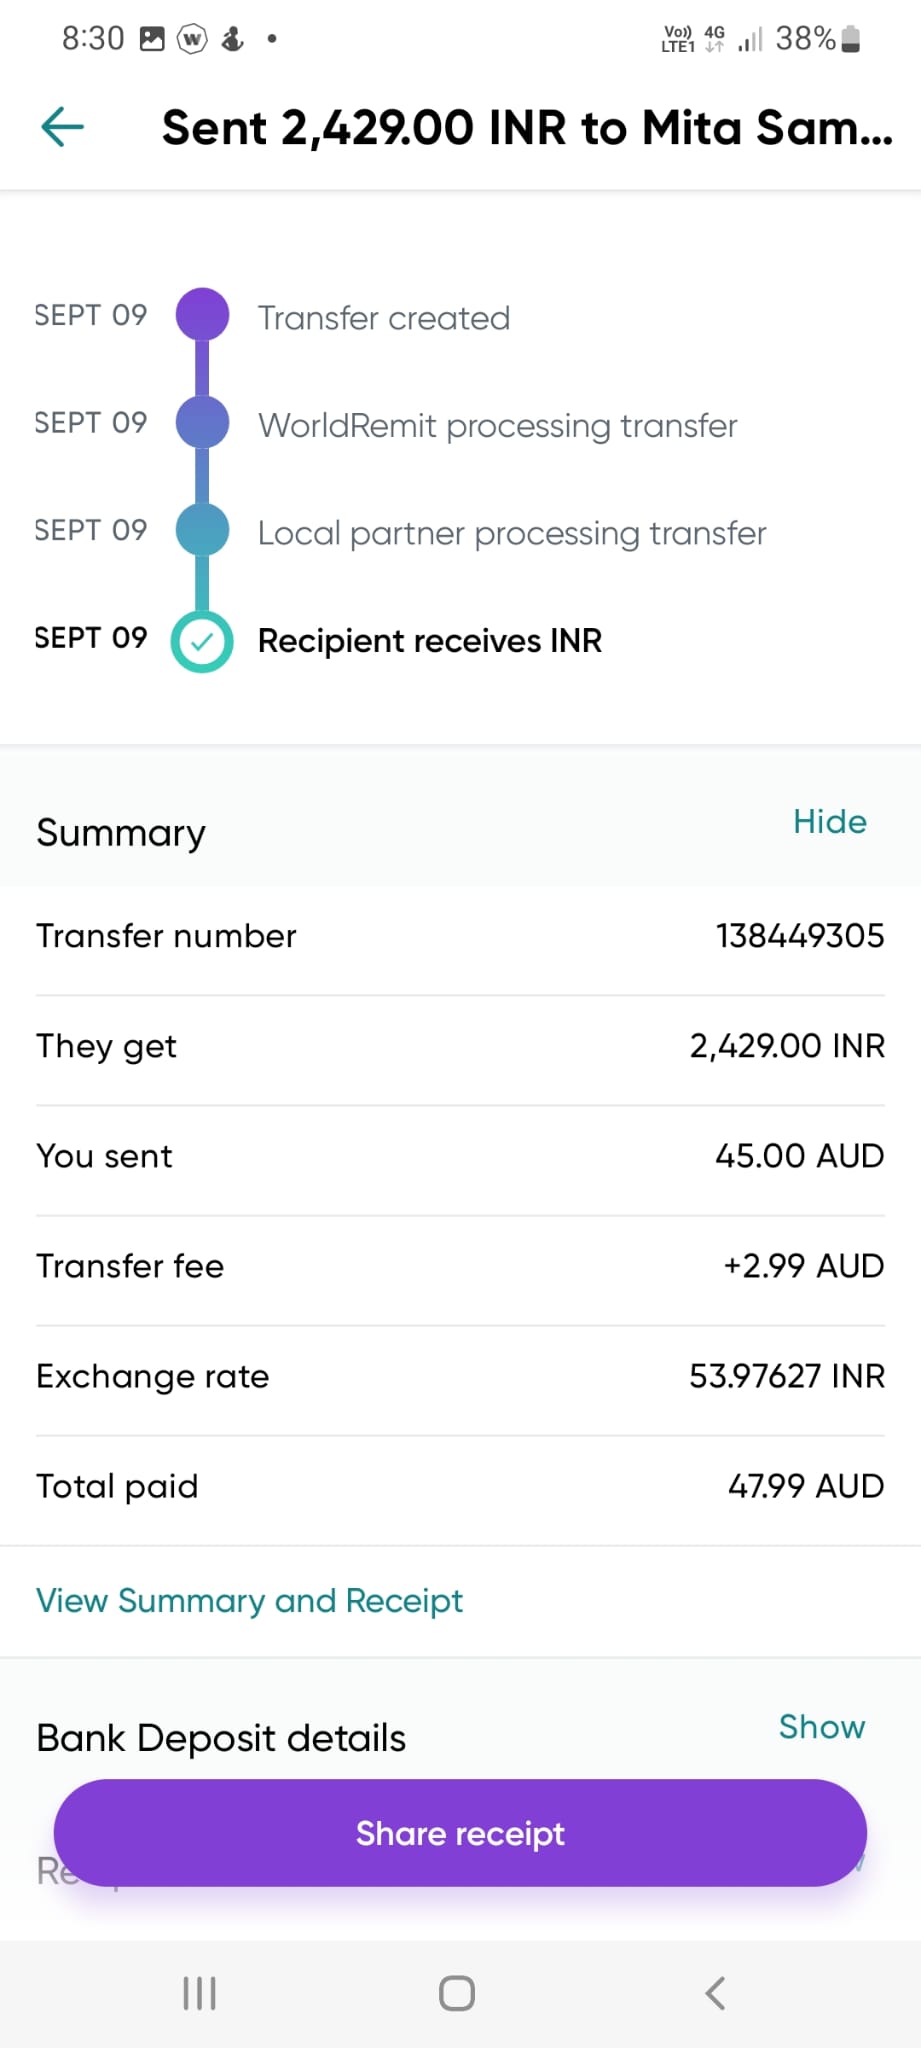 8:30 W Vo)) LTE1 4G 38%
Sent 2,429.00 INR to Mita Sam...
SEPT 09 Transfer created
SEPT 09 WorldRemit processing transfer
SEPT 09 Local partner processing transfer
SEPT 09 Recipient receives INR
Summary Hide
Transfer number 138449305
They get 2,429.00 INR
You sent 45.00 AUD
Transfer fee +2.99 AUD
Exchange rate 53.97627 INR
Total paid 47.99 AUD
View Summary and Receipt
Bank Deposit details Show
Share receipt